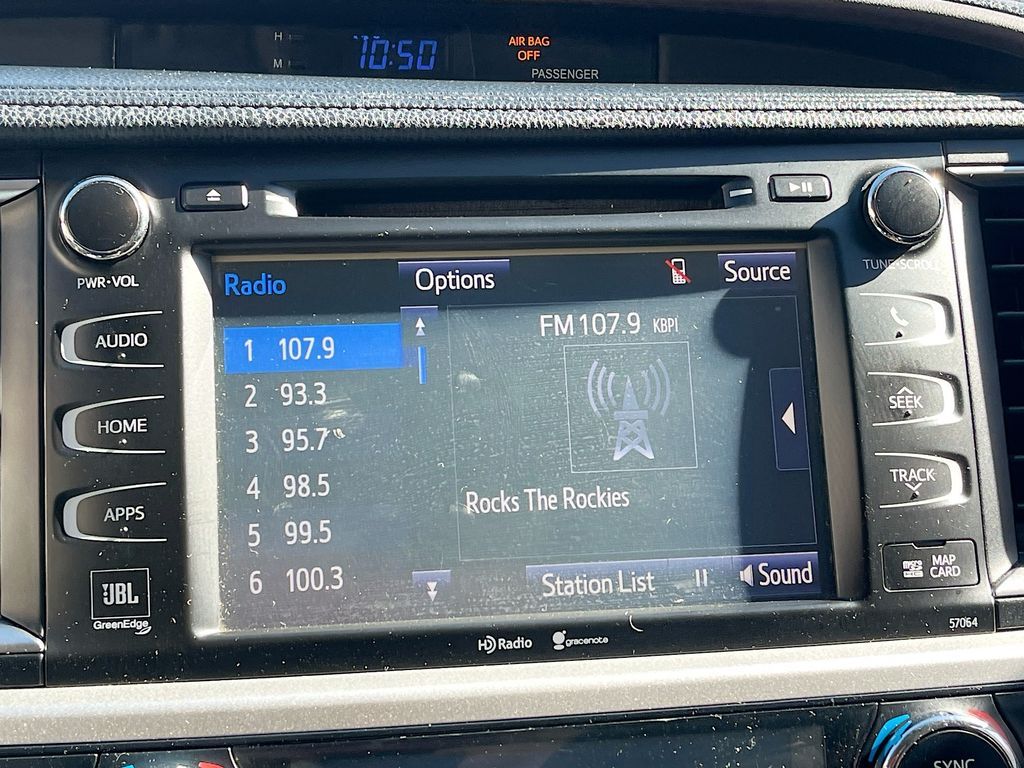 H
M
10:50
AIR BAG
OFF
PASSENGER
PWR•VOL
TUNE•SCROLL
Radio
Options
Source
AUDIO
HOME
APPS
1 107.9
2 93.3
3 95.7
4 98.5
5 99.5
6 100.3
FM 107.9 KBPI
Rocks The Rockies
Station List
Sound
SEEK
TRACK
MAP
CARD
JBL
GreenEdge
HD Radio
gracenote
57064
SYNC